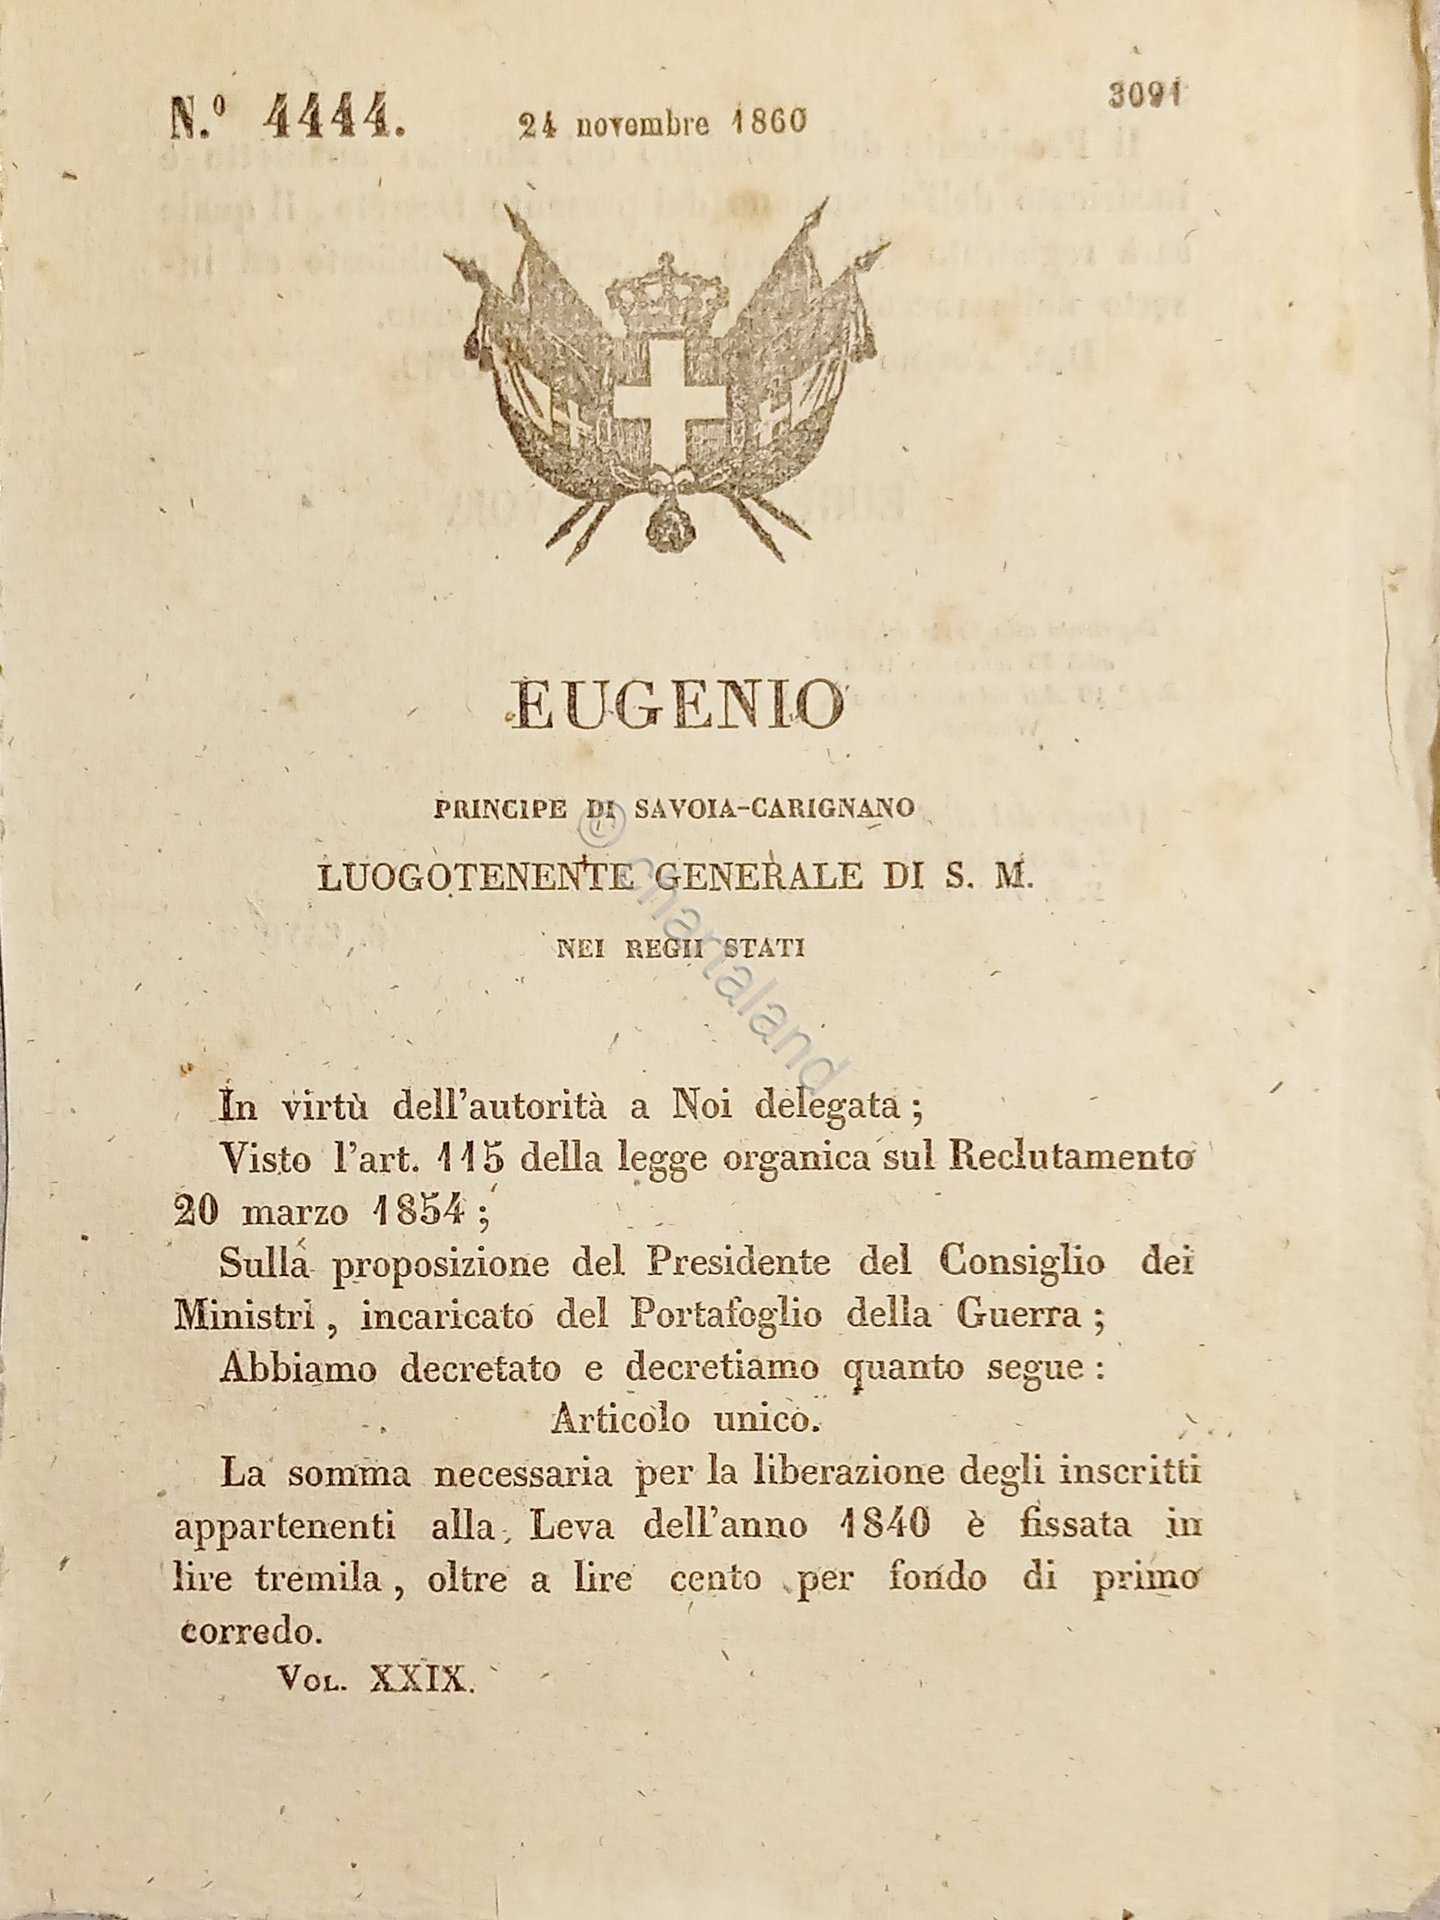 N.º 4444. 24 novembre 1860 3091
EUGENIO
PRINCIPE DI SAVOIA-CARIGNANO
LUOGOTENENTE GENERALE DI S. M.
NEI REGII STATI
In virtù dell'autorità a Noi delegata ;
Visto l'art. 115 della legge organica sul Reclutamento
20 marzo 1854 ;
Sulla proposizione del Presidente del Consiglio dei
Ministri , incaricato del Portafoglio della Guerra ;
Abbiamo decretato e decretiamo quanto segue :
Articolo unico.
La somma necessaria per la liberazione degli inscritti
appartenenti alla Leva dell'anno 1840 è fissata in
lire tremila , oltre a lire cento per fondo di primo
corredo.
VOL. XXIX.
© Chartaland